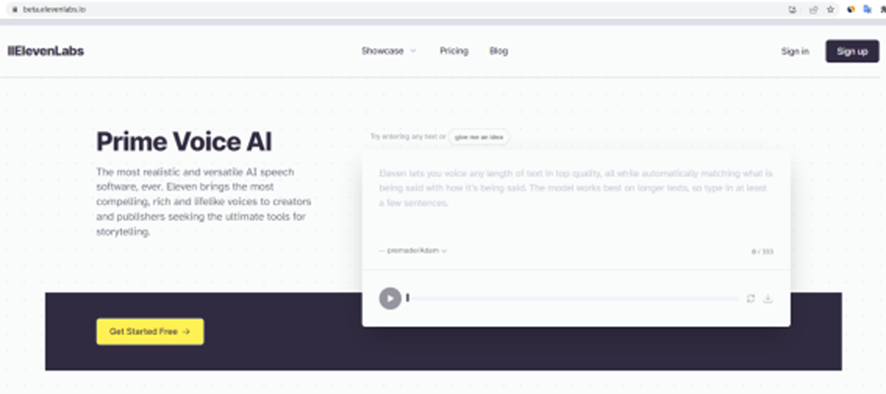 beta.elevenlabs.io
IIElevenLabs
Showcase
Pricing
Blog
Sign in
Sign up
Prime Voice AI
The most realistic and versatile AI speech
software, ever. Eleven brings the most
compelling, rich and lifelike voices to creators
and publishers seeking the ultimate tools for
storytelling.
Try entering any text or give me an idea
Eleven lets you voice any length of text in top quality, all while automatically matching what is
being said with how it's being said. The model works best on longer texts, so type in at least
a few sentences.
premade/Adam
Get Started Free →